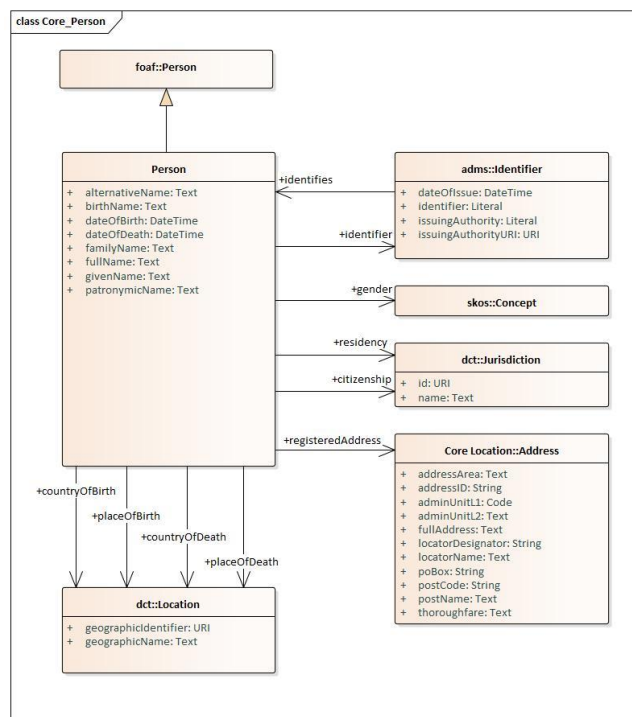 class Core_Person
foaf::Person
Person
+ alternativeName: Text
+ birthName: Text
+ dateOfBirth: DateTime
+ dateOfDeath: DateTime
+ familyName: Text
+ fullName: Text
+ givenName: Text
+ patronymicName: Text
+identifies
+identifier
+gender
+residency
+citizenship
+registeredAddress
adms::Identifier
+ dateOfIssue: DateTime
+ identifier: Literal
+ issuingAuthority: Literal
+ issuingAuthorityURI: URI
skos::Concept
dct::Jurisdiction
+ id: URI
+ name: Text
Core Location::Address
+ addressArea: Text
+ addressID: String
+ adminUnitL1: Code
+ adminUnitL2: Text
+ fullAddress: Text
+ locatorDesignator: String
+ locatorName: Text
+ poBox: String
+ postCode: String
+ postName: Text
+ thoroughfare: Text
+countryOfBirth
+placeOfBirth
+countryOfDeath
+placeOfDeath
dct::Location
+ geographicIdentifier: URI
+ geographicName: Text